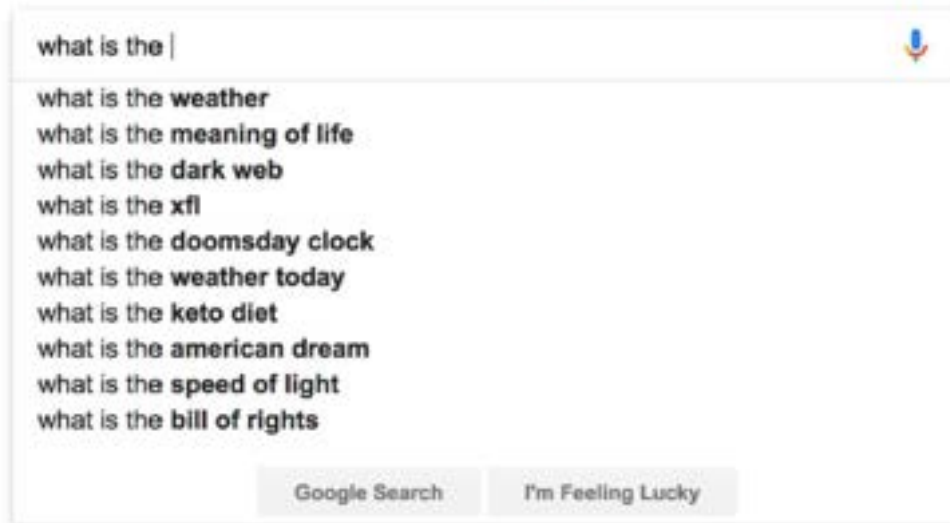 what is the
what is the weather
what is the meaning of life
what is the dark web
what is the xfl
what is the doomsday clock
what is the weather today
what is the keto diet
what is the american dream
what is the speed of light
what is the bill of rights
Google Search I'm Feeling Lucky